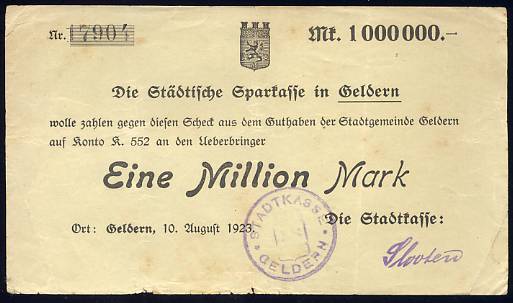 Nr. 17904
Mk. 1000000.-
Die Städtische Sparkasse in Geldern
wolle zahlen gegen diesen Scheck aus dem Guthaben der Stadtgemeinde Geldern
auf Konto K. 552 an den Ueberbringer
Eine Million Mark
Ort: Geldern, 10. August 1923.
Die Stadtkasse:
STADTKASSE
GELDERN
Slooten